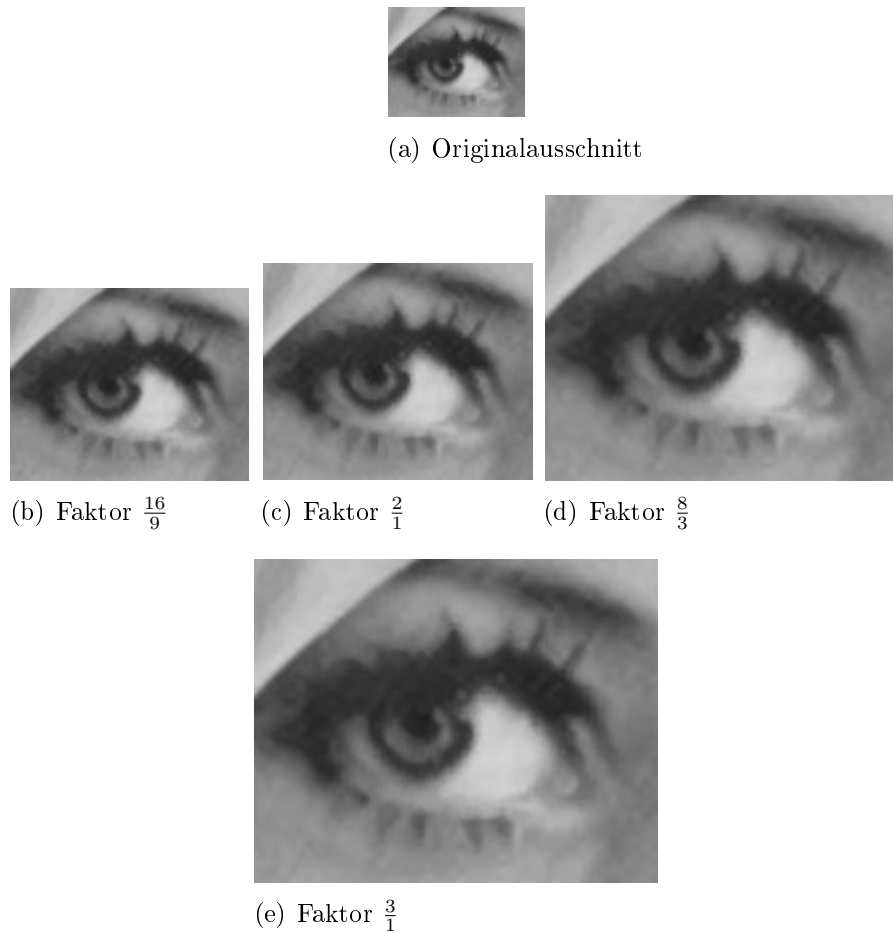 (a) Originalausschnitt
(b) Faktor 16/9
(c) Faktor 2/1
(d) Faktor 8/3
(e) Faktor 3/1